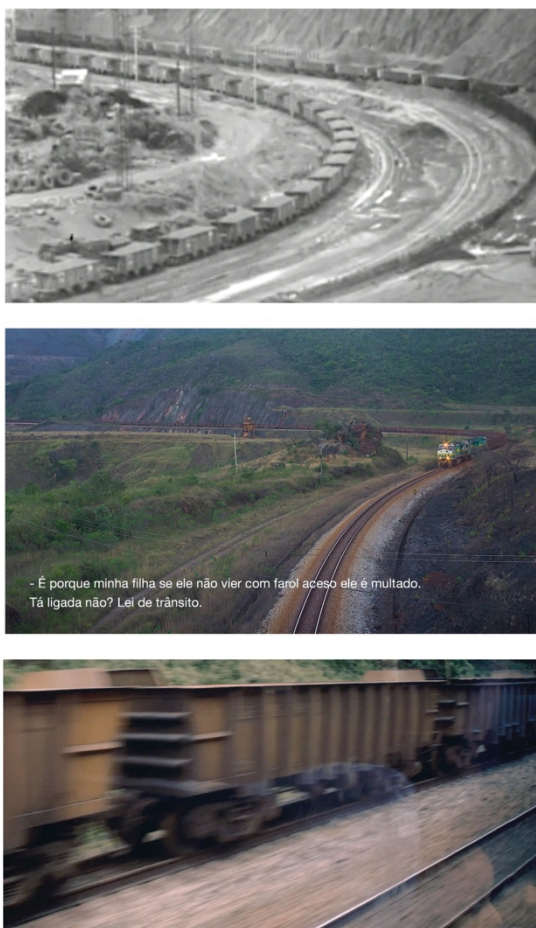 - É porque minha filha se ele não vier com farol aceso ele é multado.
Tá ligada não? Lei de trânsito.